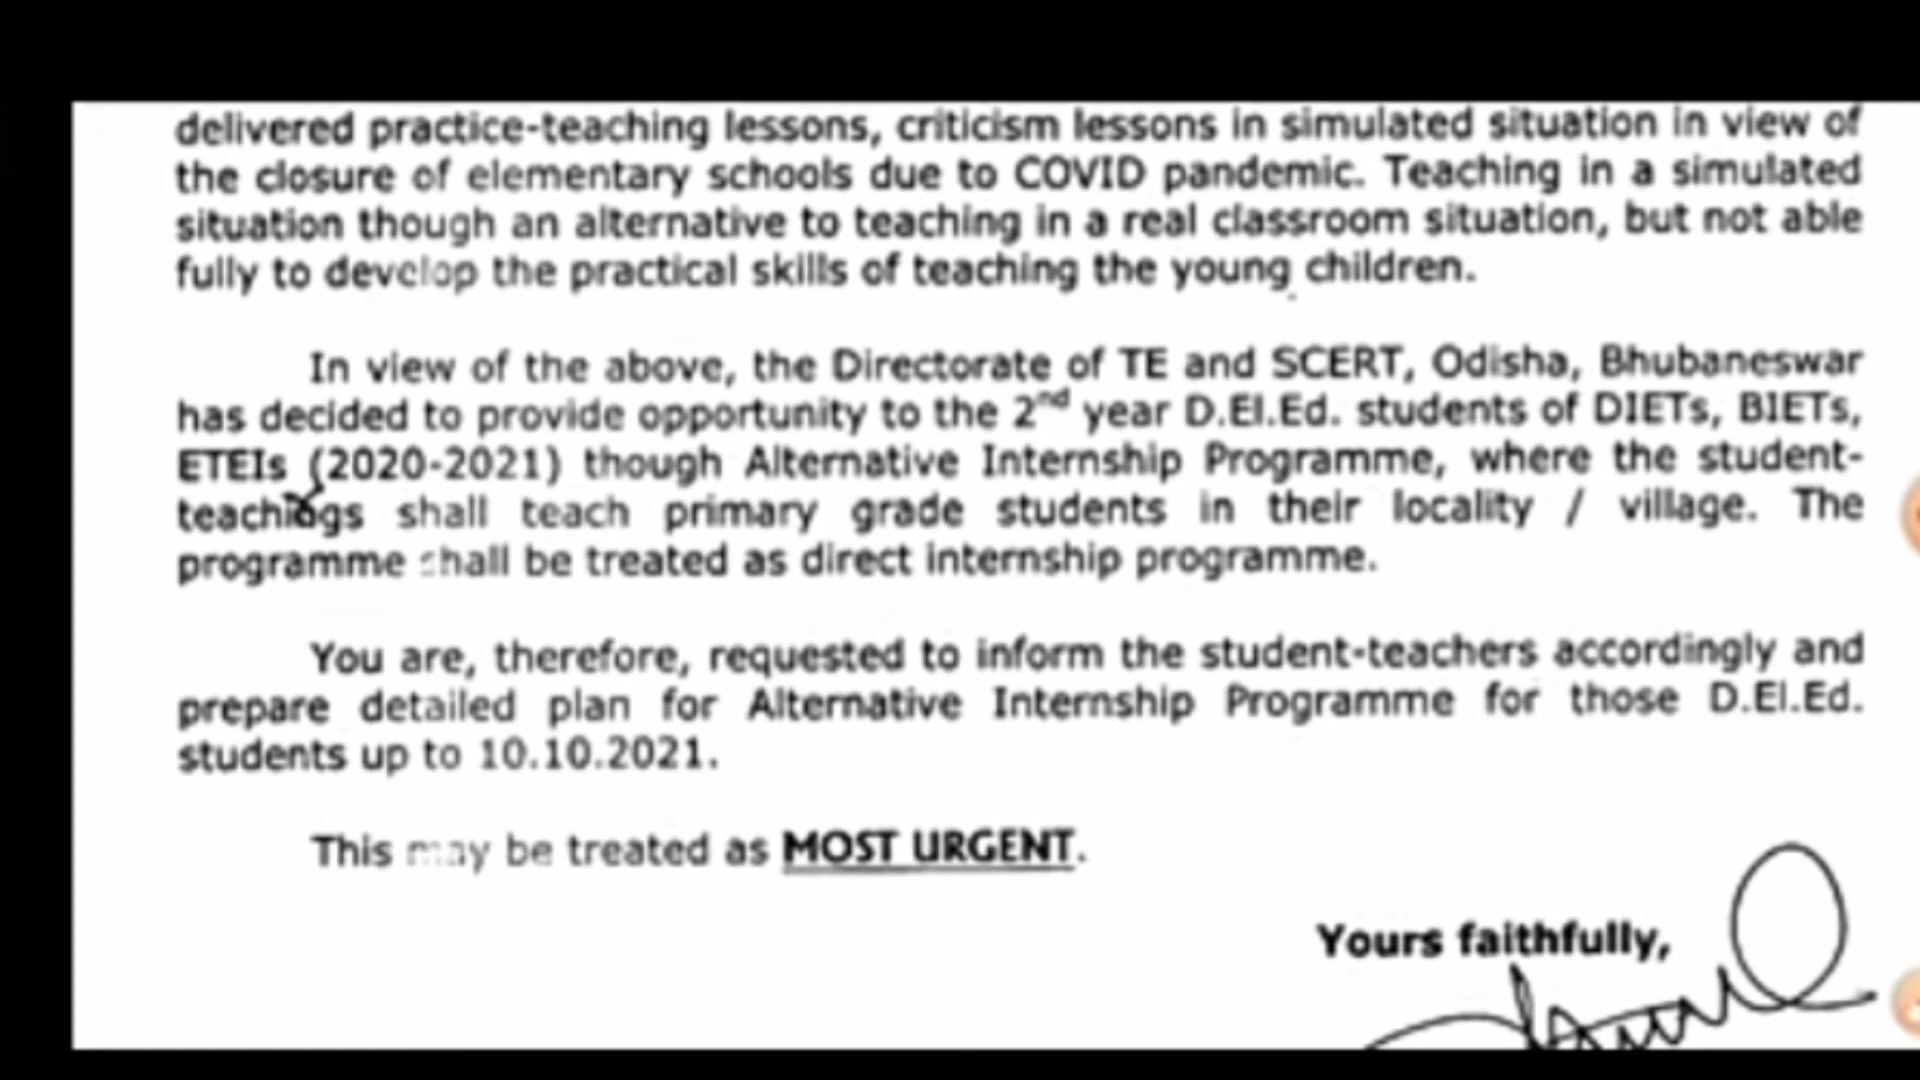 delivered practice-teaching lessons, criticism lessons in simulated situation in view of
the closure of elementary schools due to COVID pandemic. Teaching in a simulated
situation though an alternative to teaching in a real classroom situation, but not able
fully to develop the practical skills of teaching the young children.
In view of the above, the Directorate of TE and SCERT, Odisha, Bhubaneswar
has decided to provide opportunity to the 2nd year D.El.Ed. students of DIETs, BIETs,
ETEIs (2020-2021) though Alternative Internship Programme, where the student-
teachings shall teach primary grade students in their locality / village. The
programme shall be treated as direct internship programme.
You are, therefore, requested to inform the student-teachers accordingly and
prepare detailed plan for Alternative Internship Programme for those D.El.Ed.
students up to 10.10.2021.
This may be treated as MOST URGENT.
Yours faithfully,